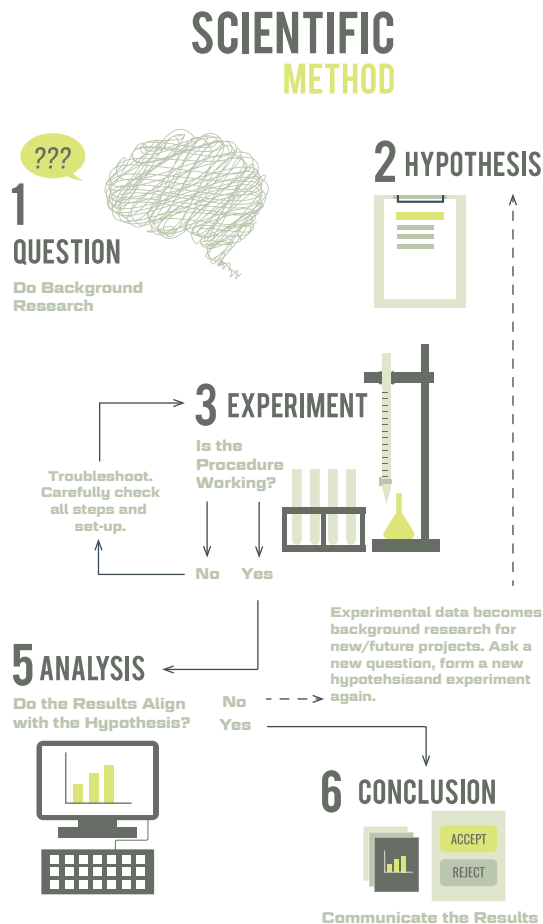 SCIENTIFIC
METHOD
???
1
QUESTION
Do Background
Research
2 HYPOTHESIS
3 EXPERIMENT
Is the
Procedure
Working?
Troubleshoot.
Carefully check
all steps and
set-up.
No Yes
Experimental data becomes
background research for
new/future projects. Ask a
new question, form a new
hypotehsisand experiment
again.
5 ANALYSIS
Do the Results Align
with the Hypothesis?
No
Yes
6 CONCLUSION
ACCEPT
REJECT
Communicate the Results